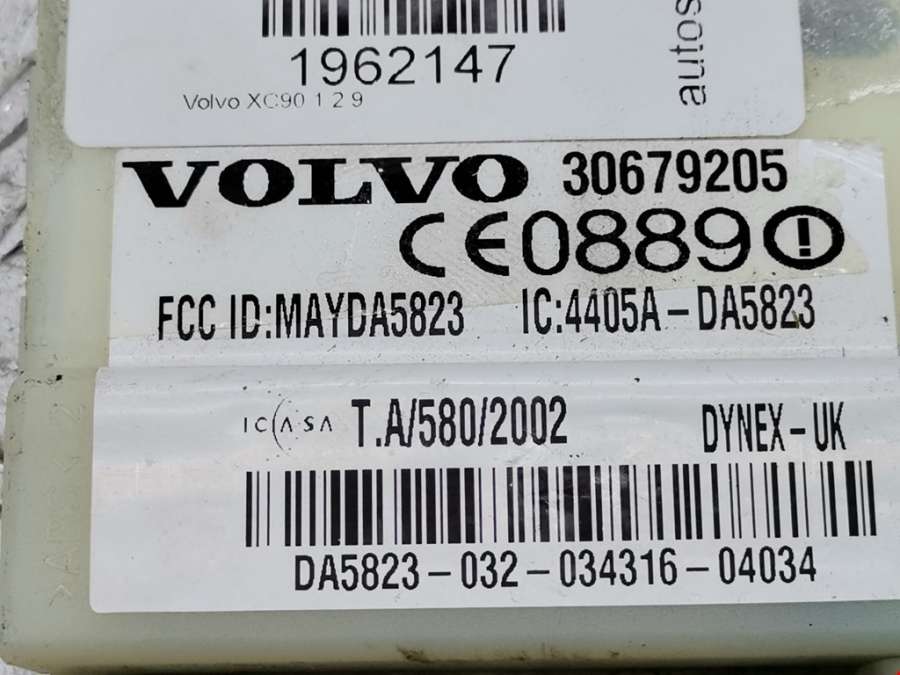 1962147
Volvo XC90 1 2 9
autos
VOLVO 30679205
CE0889
FCC ID:MAYDA5823 IC:4405A-DA5823
ICASA T.A/580/2002 DYNEX-UK
DA5823-032-034316-04034